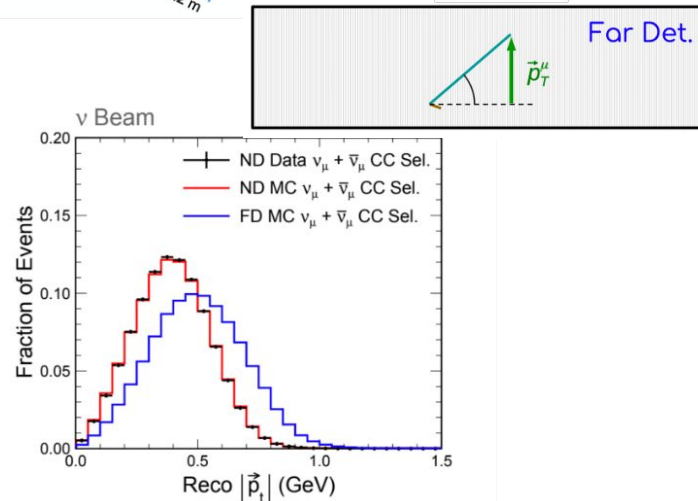 Far Det.
p⃗_T^μ
ν Beam
ND Data ν_μ + ν̄_μ CC Sel.
ND MC ν_μ + ν̄_μ CC Sel.
FD MC ν_μ + ν̄_μ CC Sel.
Fraction of Events
0.20
0.15
0.10
0.05
0.00
0.0 0.5 1.0 1.5
Reco |p⃗_t| (GeV)